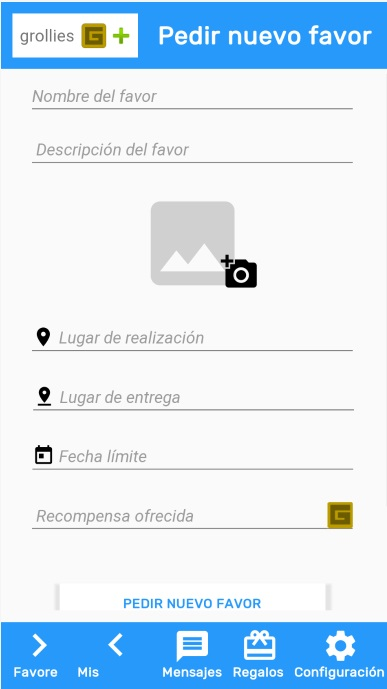 grollies G
Pedir nuevo favor
Nombre del favor
Descripción del favor
Lugar de realización
Lugar de entrega
Fecha límite
Recompensa ofrecida G
PEDIR NUEVO FAVOR
Favore Mis Mensajes Regalos Configuración